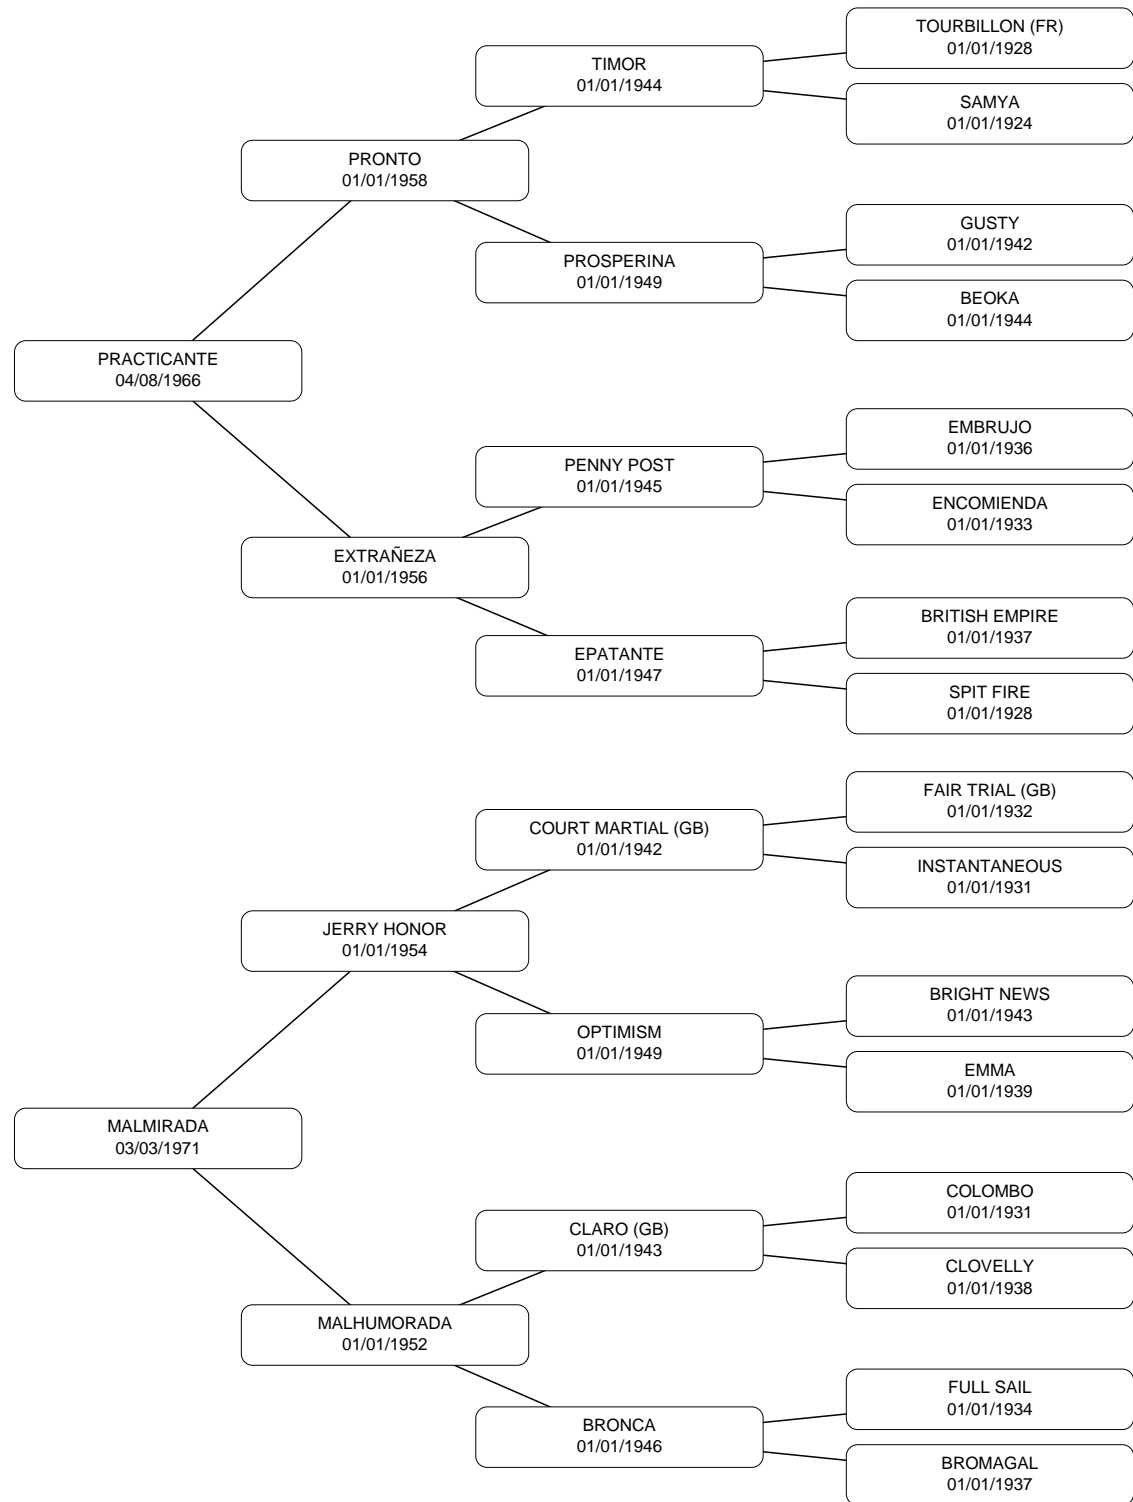 TOURBILLON (FR)
01/01/1928
TIMOR
01/01/1944
SAMYA
01/01/1924
PRONTO
01/01/1958
GUSTY
01/01/1942
PROSPERINA
01/01/1949
BEOKA
01/01/1944
PRACTICANTE
04/08/1966
EMBRUJO
01/01/1936
PENNY POST
01/01/1945
ENCOMIENDA
01/01/1933
EXTRAÑEZA
01/01/1956
BRITISH EMPIRE
01/01/1937
EPATANTE
01/01/1947
SPIT FIRE
01/01/1928
FAIR TRIAL (GB)
01/01/1932
COURT MARTIAL (GB)
01/01/1942
INSTANTANEOUS
01/01/1931
JERRY HONOR
01/01/1954
BRIGHT NEWS
01/01/1943
OPTIMISM
01/01/1949
EMMA
01/01/1939
MALMIRADA
03/03/1971
COLOMBO
01/01/1931
CLARO (GB)
01/01/1943
CLOVELLY
01/01/1938
MALHUMORADA
01/01/1952
FULL SAIL
01/01/1934
BRONCA
01/01/1946
BROMAGAL
01/01/1937